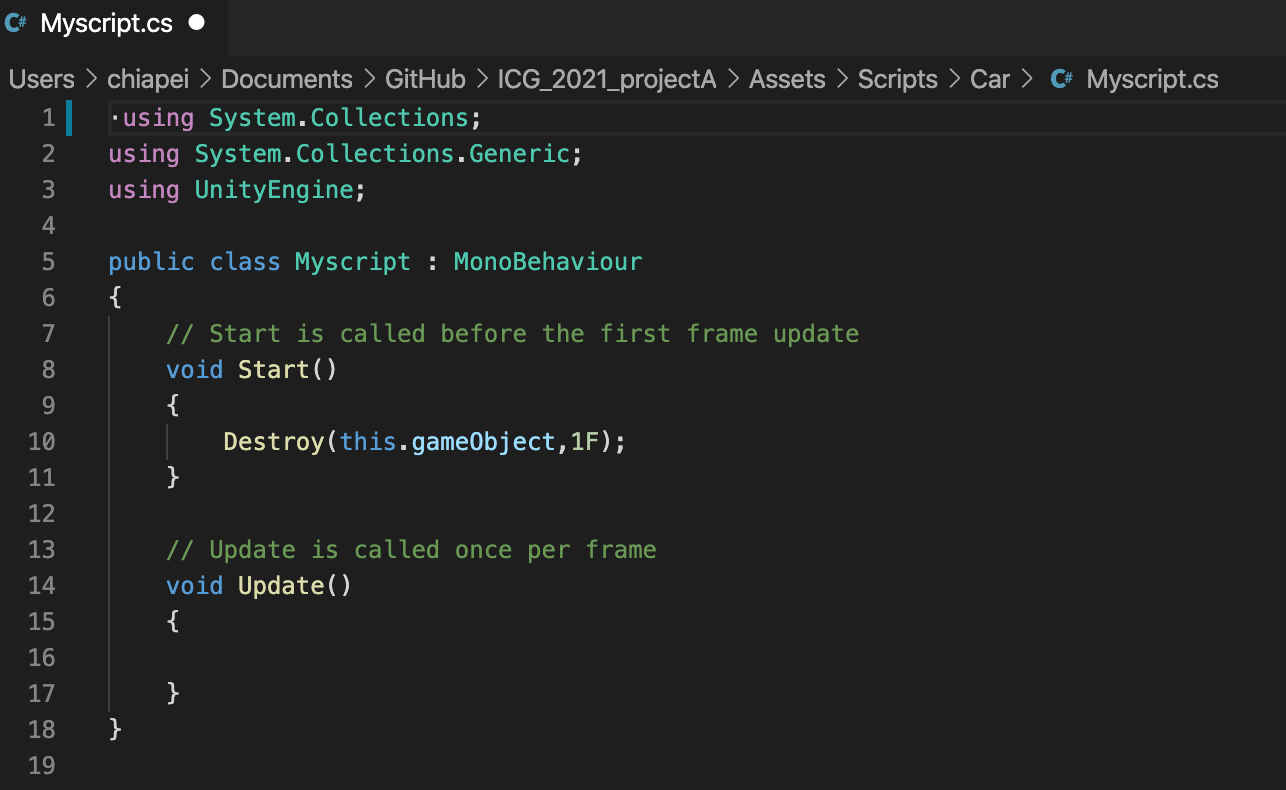 C# Myscript.cs ●
Users > chiapei > Documents > GitHub > ICG_2021_projectA > Assets > Scripts > Car > C# Myscript.cs
1 ·using System.Collections;
2 using System.Collections.Generic;
3 using UnityEngine;
4
5 public class Myscript : MonoBehaviour
6 {
7     // Start is called before the first frame update
8     void Start()
9     {
10         Destroy(this.gameObject,1F);
11     }
12
13     // Update is called once per frame
14     void Update()
15     {
16
17     }
18 }
19